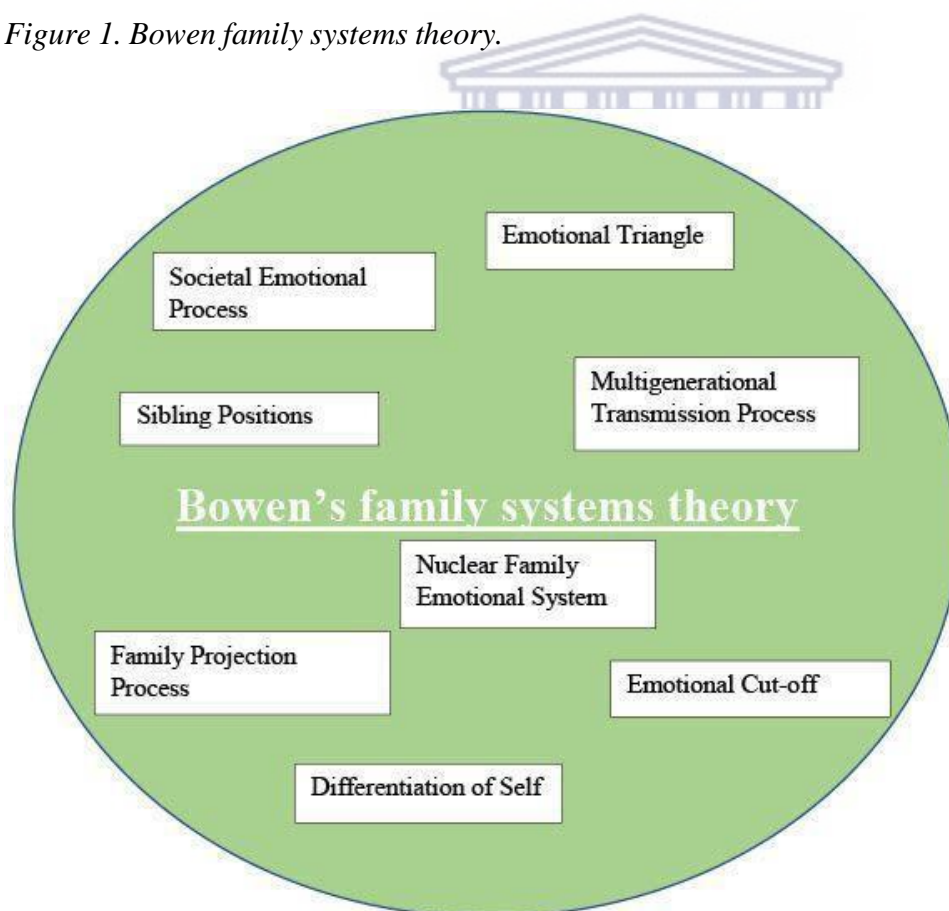 Figure 1. Bowen family systems theory.
Emotional Triangle
Societal Emotional
Process
Multigenerational
Transmission Process
Sibling Positions
Bowen's family systems theory
Nuclear Family
Emotional System
Family Projection
Process
Emotional Cut-off
Differentiation of Self